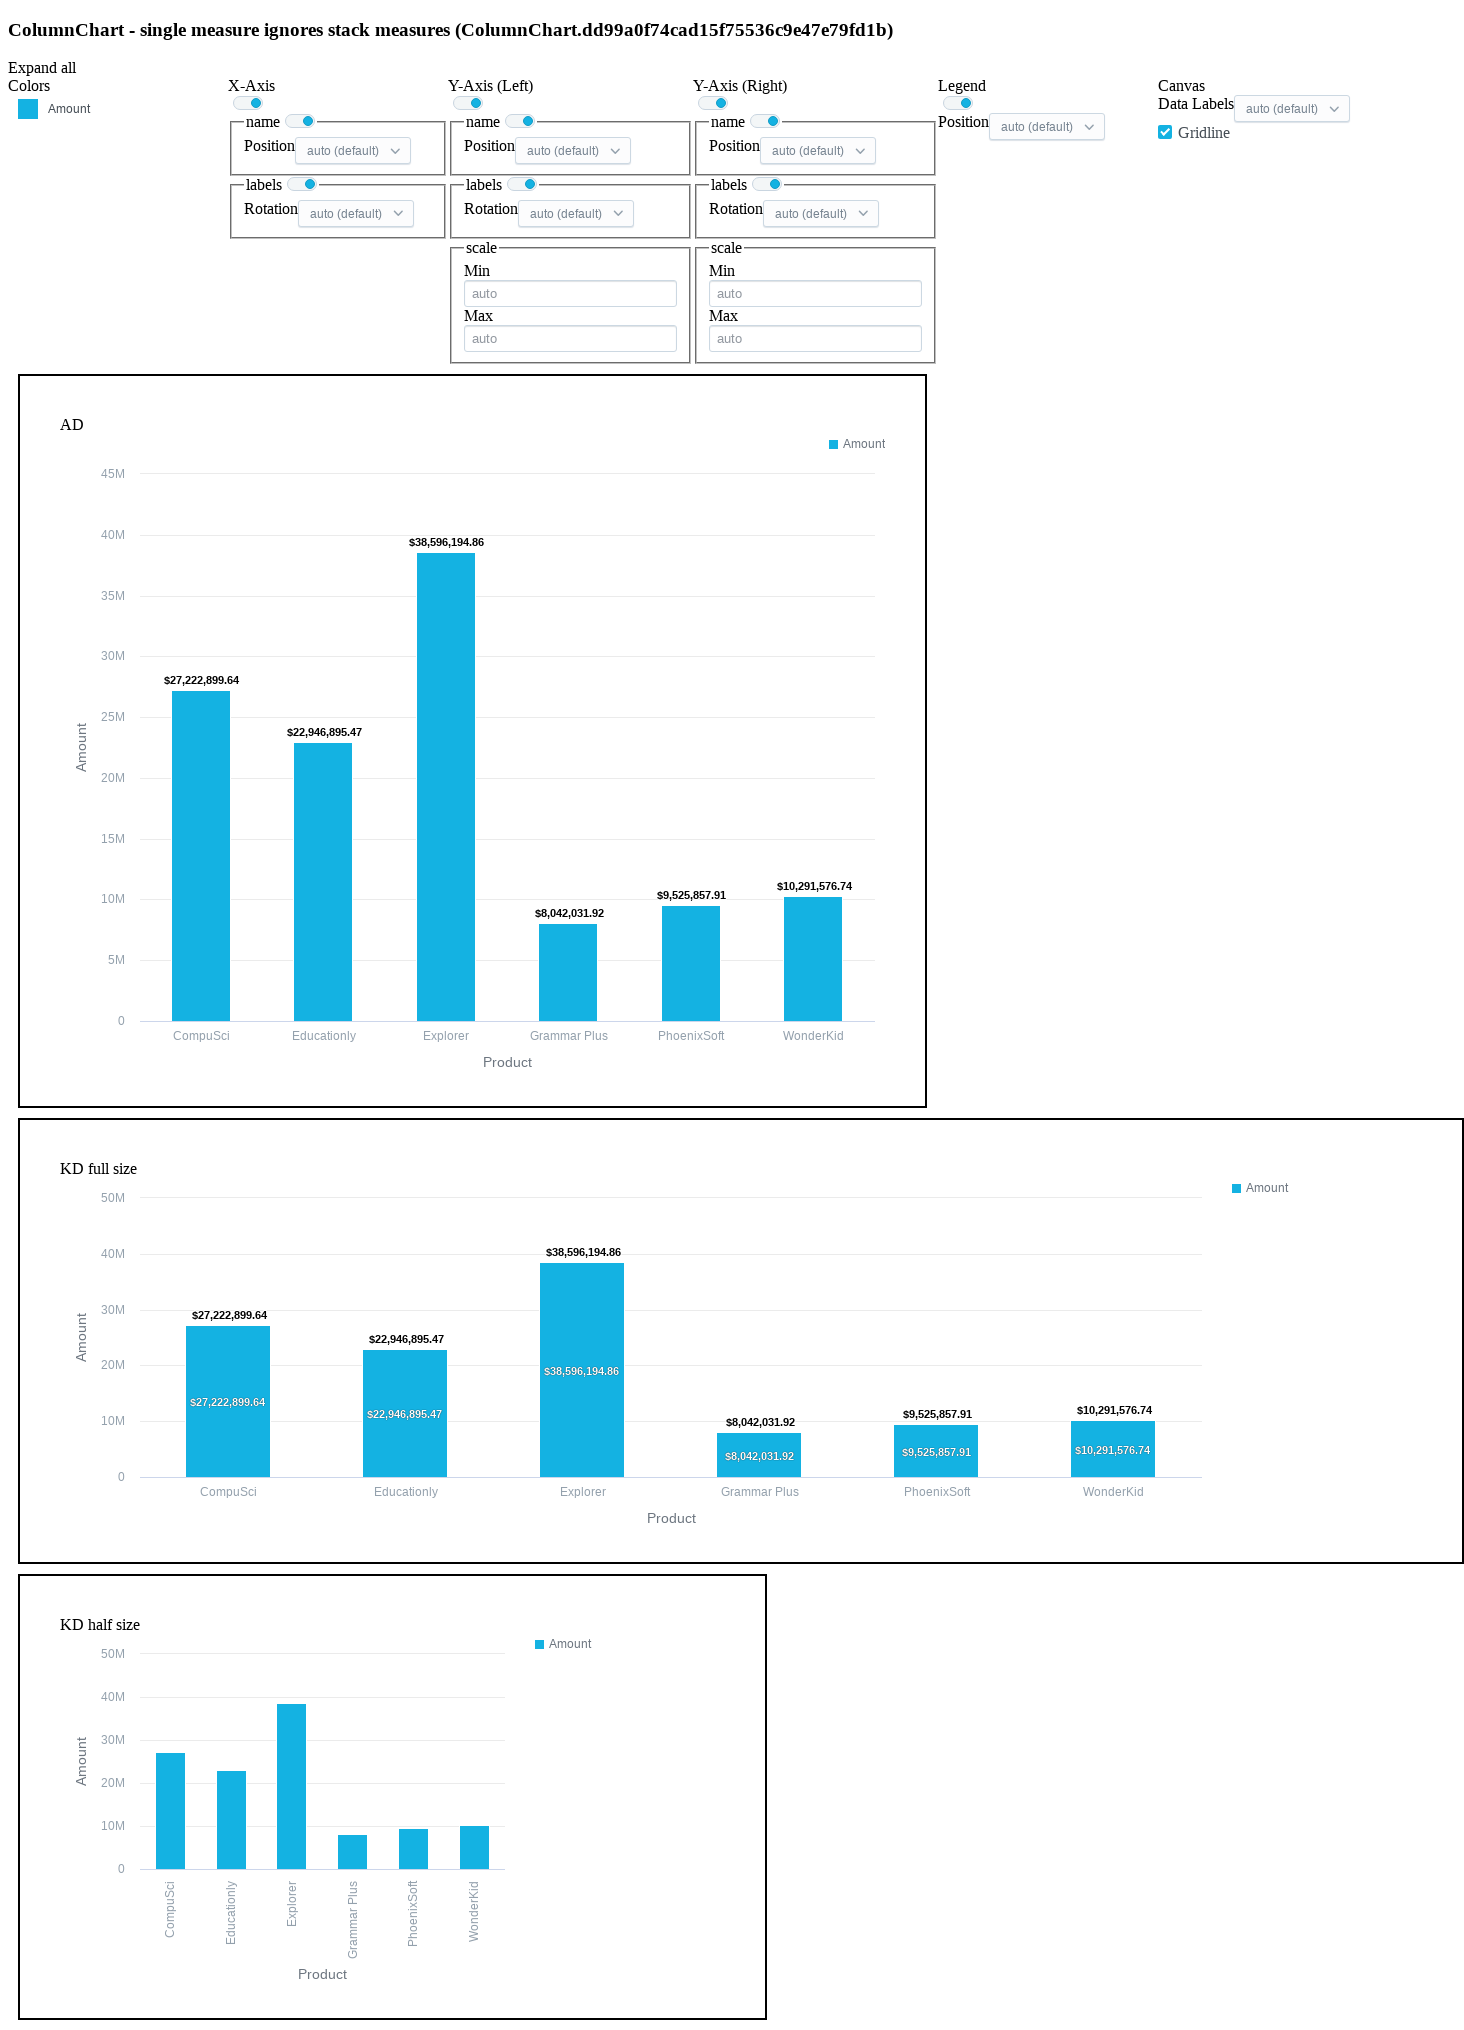 ColumnChart - single measure ignores stack measures (ColumnChart.dd99a0f74cad15f75536c9e47e79fd1b)
Expand all
Colors
Amount
X-Axis
name
Position auto (default)
labels
Rotation auto (default)
Y-Axis (Left)
name
Position auto (default)
labels
Rotation auto (default)
scale
Min
auto
Max
auto
Y-Axis (Right)
name
Position auto (default)
labels
Rotation auto (default)
scale
Min
auto
Max
auto
Legend
Position auto (default)
Canvas
Data Labels auto (default)
Gridline
AD
Amount
45M
40M
35M
30M
25M
20M
15M
10M
5M
0
Amount
$27,222,899.64
$22,946,895.47
$38,596,194.86
$8,042,031.92
$9,525,857.91
$10,291,576.74
CompuSci Educationly Explorer Grammar Plus PhoenixSoft WonderKid
Product
KD full size
Amount
50M
40M
30M
20M
10M
0
Amount
$27,222,899.64
$22,946,895.47
$38,596,194.86
$8,042,031.92
$9,525,857.91
$10,291,576.74
$27,222,899.64
$22,946,895.47
$38,596,194.86
$8,042,031.92
$9,525,857.91
$10,291,576.74
CompuSci Educationly Explorer Grammar Plus PhoenixSoft WonderKid
Product
KD half size
Amount
50M
40M
30M
20M
10M
0
Amount
CompuSci
Educationly
Explorer
Grammar Plus
PhoenixSoft
WonderKid
Product